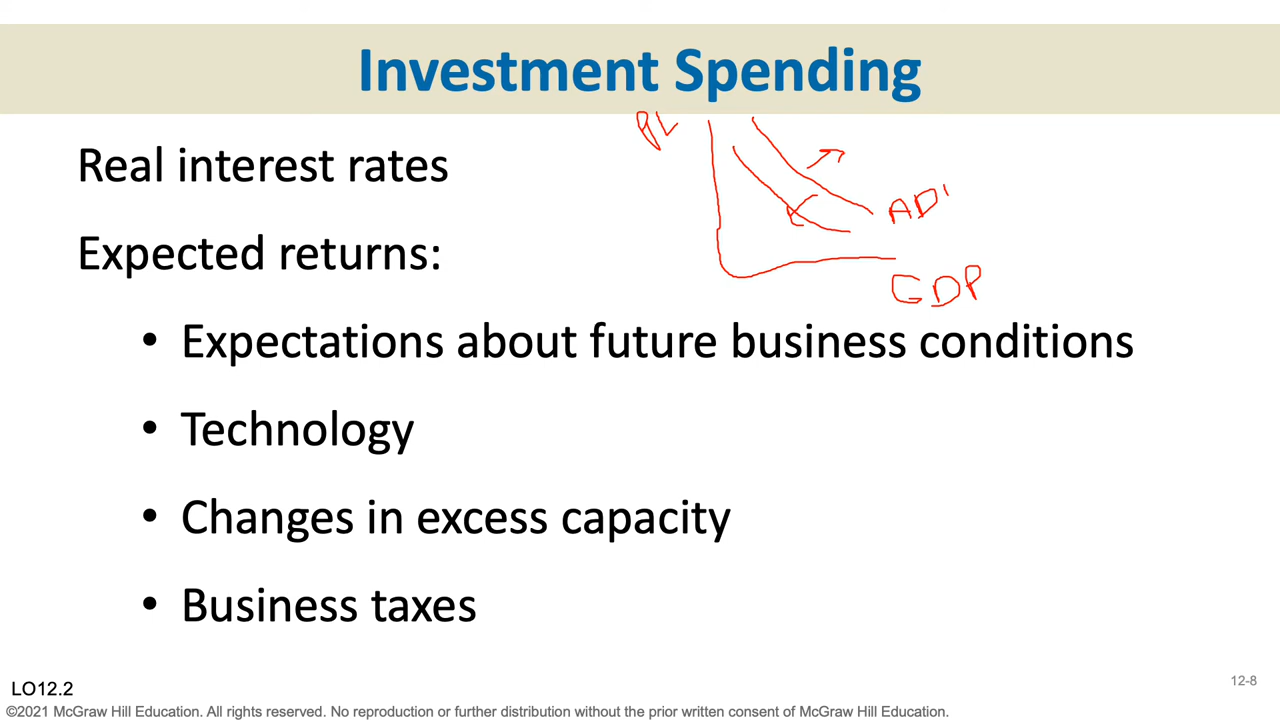 Investment Spending
PL
Real interest rates
AD'
Expected returns:
GDP
• Expectations about future business conditions
• Technology
• Changes in excess capacity
• Business taxes
LO12.2
12-8
©2021 McGraw Hill Education. All rights reserved. No reproduction or further distribution without the prior written consent of McGraw Hill Education.